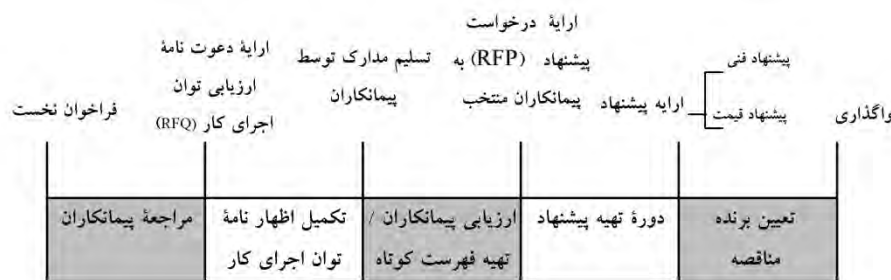 فراخوان نخست
ارایهٔ دعوت نامهٔ
ارزیابی توان
اجرای کار (RFQ)
تسلیم مدارک توسط
پیمانکاران
ارایهٔ درخواست
پیشنهاد (RFP) به
پیمانکاران منتخب
ارایه پیشنهاد
پیشنهاد فنی
پیشنهاد قیمت
واگذاری
مراجعهٔ پیمانکاران
تکمیل اظهار نامهٔ
توان اجرای کار
ارزیابی پیمانکاران /
تهیه فهرست کوتاه
دورهٔ تهیه پیشنهاد
تعیین برنده
مناقصه